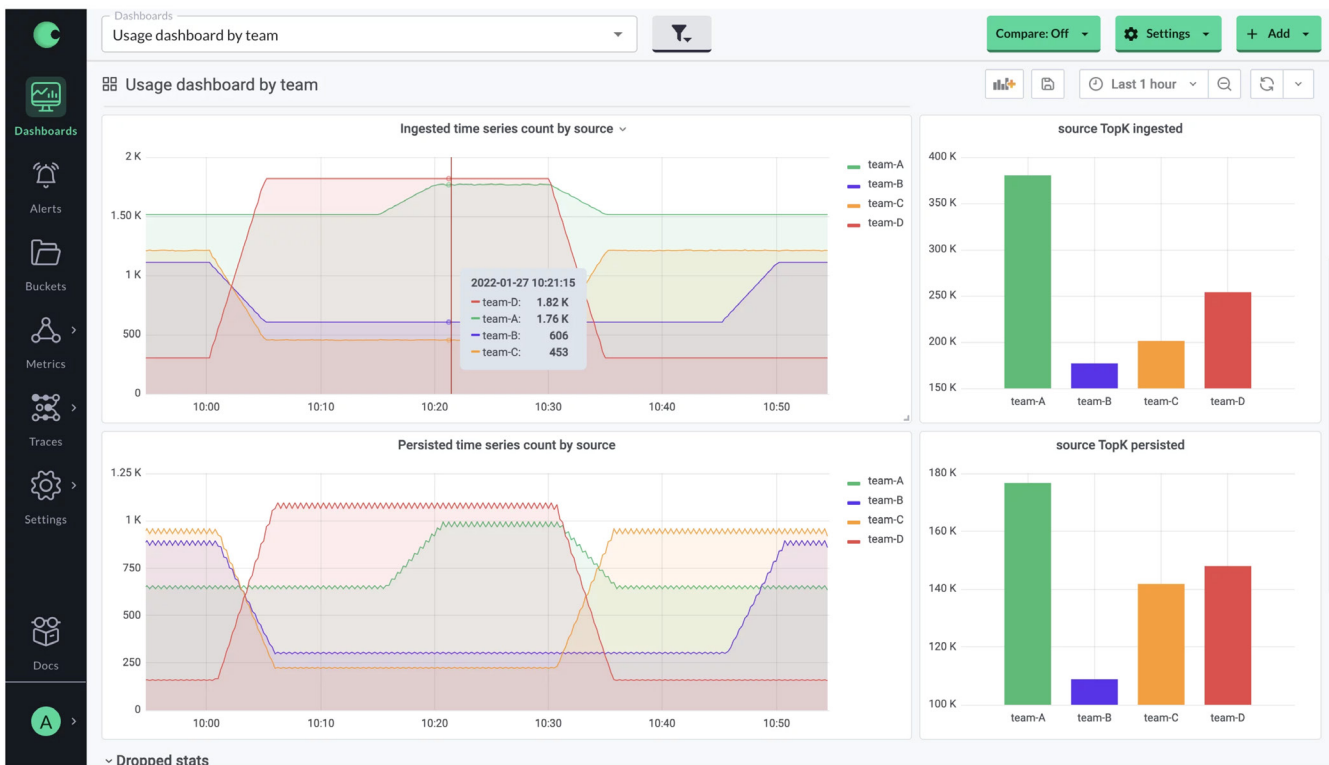 Dashboards
Usage dashboard by team
Compare: Off
Settings
+ Add
Usage dashboard by team
Last 1 hour
Dashboards
Alerts
Buckets
Metrics
Traces
Settings
Docs
A
Ingested time series count by source
2 K
1.50 K
1 K
500
0
10:00 10:10 10:20 10:30 10:40 10:50
team-A
team-B
team-C
team-D
2022-01-27 10:21:15
team-D: 1.82 K
team-A: 1.76 K
team-B: 606
team-C: 453
source TopK ingested
400 K
350 K
300 K
250 K
200 K
150 K
team-A team-B team-C team-D
Persisted time series count by source
1.25 K
1 K
750
500
250
0
10:00 10:10 10:20 10:30 10:40 10:50
team-A
team-B
team-C
team-D
source TopK persisted
180 K
160 K
140 K
120 K
100 K
team-A team-B team-C team-D
Dropped stats